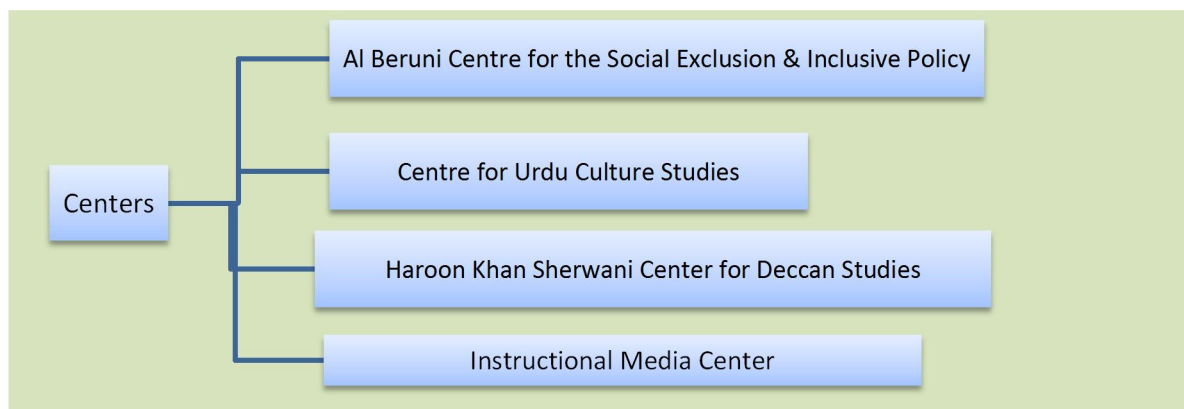 Al Beruni Centre for the Social Exclusion & Inclusive Policy
Centre for Urdu Culture Studies
Centers
Haroon Khan Sherwani Center for Deccan Studies
Instructional Media Center